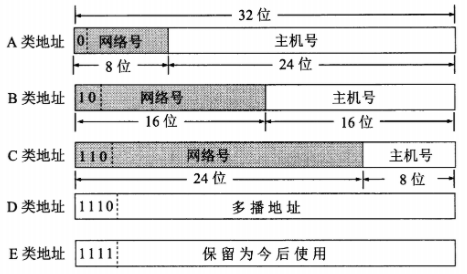 32 位
A 类地址 0 网络号 主机号
8 位 24 位
B 类地址 10 网络号 主机号
16 位 16 位
C 类地址 110 网络号 主机号
24 位 8 位
D 类地址 1110 多播地址
E 类地址 1111 保留为今后使用